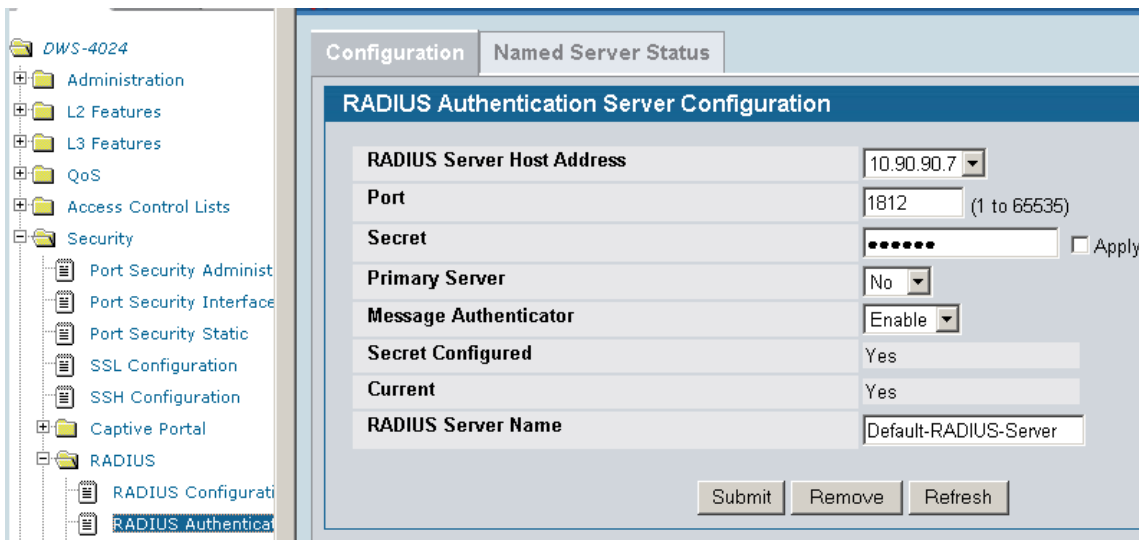 DWS-4024
Administration
L2 Features
L3 Features
QoS
Access Control Lists
Security
Port Security Administ
Port Security Interface
Port Security Static
SSL Configuration
SSH Configuration
Captive Portal
RADIUS
RADIUS Configurati
RADIUS Authenticat
Configuration Named Server Status
RADIUS Authentication Server Configuration
RADIUS Server Host Address 10.90.90.7
Port 1812 (1 to 65535)
Secret •••••• Apply
Primary Server No
Message Authenticator Enable
Secret Configured Yes
Current Yes
RADIUS Server Name Default-RADIUS-Server
Submit Remove Refresh